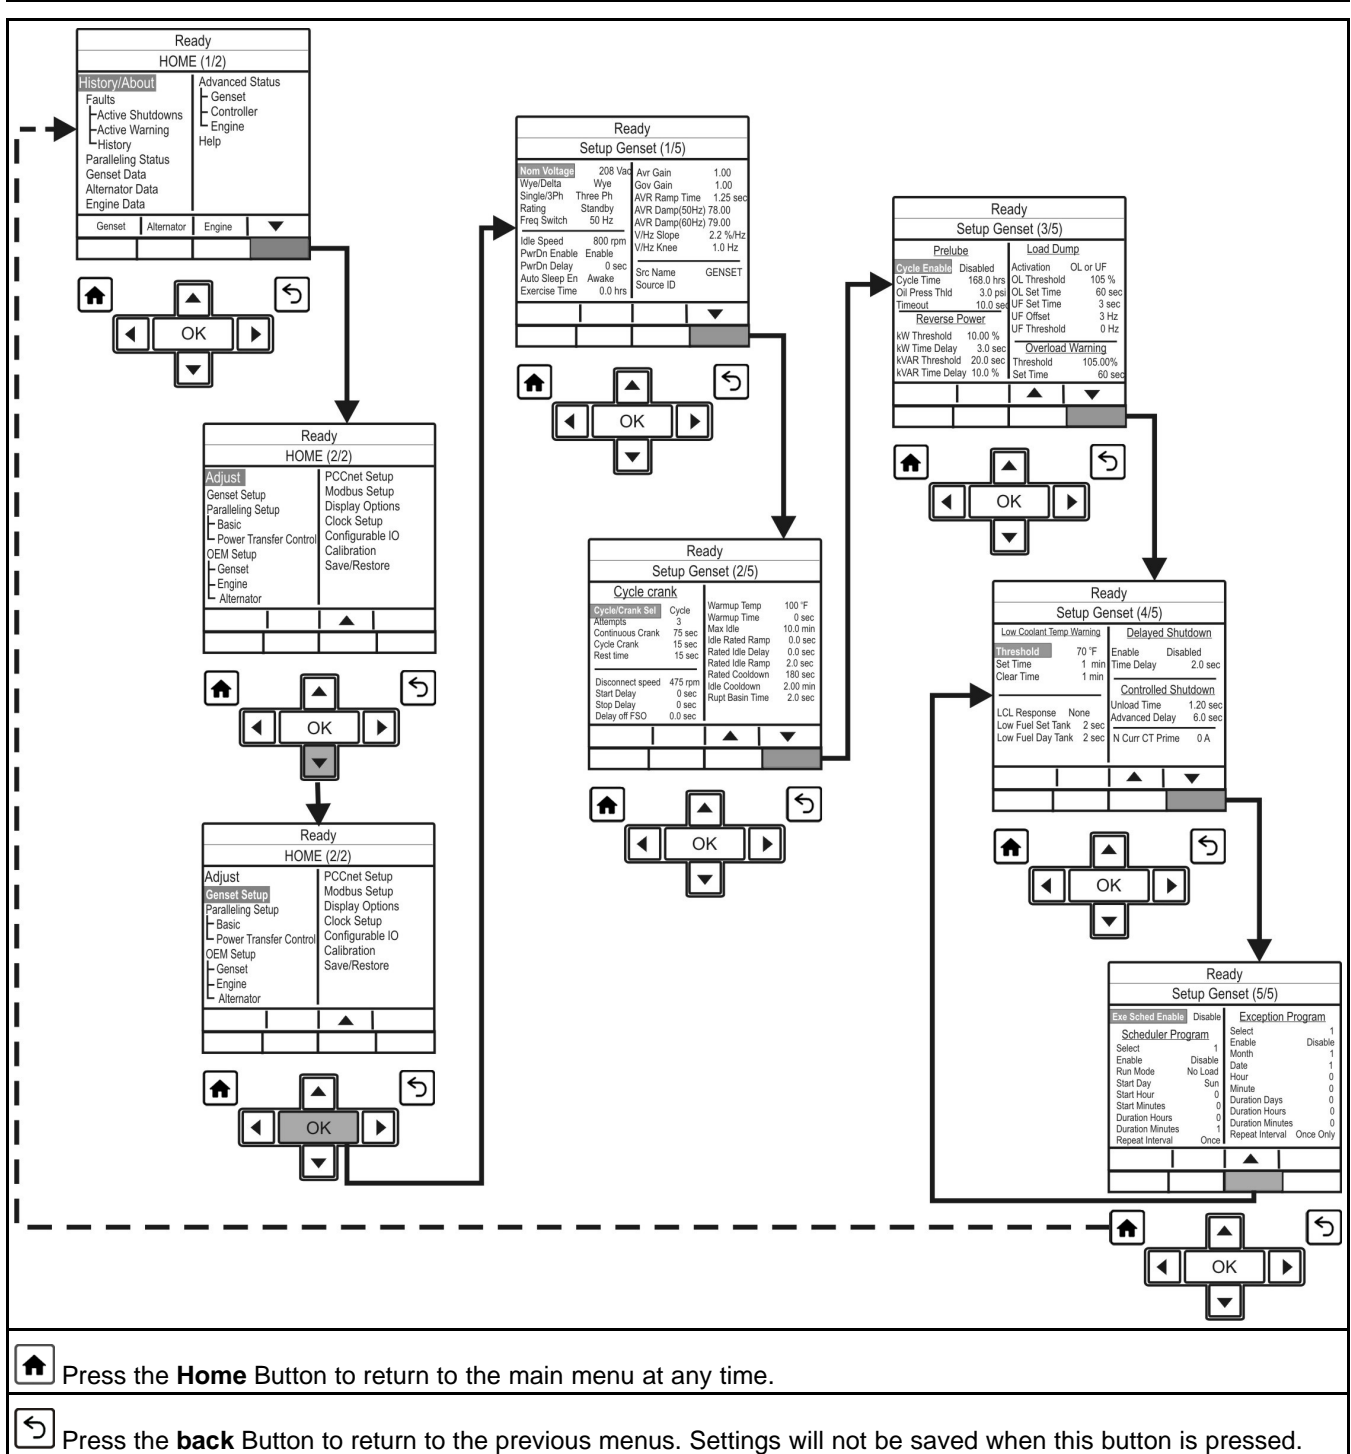 Ready
HOME (1/2)
History/About
Faults
Active Shutdowns
Active Warning
History
Paralleling Status
Genset Data
Alternator Data
Engine Data
Advanced Status
Genset
Controller
Engine
Help
Genset Alternator Engine
OK
Ready
HOME (2/2)
Adjust
Genset Setup
Paralleling Setup
Basic
Power Transfer Control
OEM Setup
Genset
Engine
Alternator
PCCnet Setup
Modbus Setup
Display Options
Clock Setup
Configurable IO
Calibration
Save/Restore
OK
Ready
HOME (2/2)
Adjust
Genset Setup
Paralleling Setup
Basic
Power Transfer Control
OEM Setup
Genset
Engine
Alternator
PCCnet Setup
Modbus Setup
Display Options
Clock Setup
Configurable IO
Calibration
Save/Restore
OK
Ready
Setup Genset (1/5)
Nom Voltage 208 Vac
Wye/Delta Wye
Single/3Ph Three Ph
Rating Standby
Freq Switch 50 Hz
Idle Speed 800 rpm
PwrDn Enable Enable
PwrDn Delay 0 sec
Auto Sleep En Awake
Exercise Time 0.0 hrs
Avr Gain 1.00
Gov Gain 1.00
AVR Ramp Time 1.25 sec
AVR Damp(50Hz) 78.00
AVR Damp(60Hz) 79.00
V/Hz Slope 2.2 %/Hz
V/Hz Knee 1.0 Hz
Src Name GENSET
Source ID
OK
Ready
Setup Genset (2/5)
Cycle crank
Cycle/Crank Sel Cycle
Attempts 3
Continuous Crank 75 sec
Cycle Crank 15 sec
Rest time 15 sec
Disconnect speed 475 rpm
Start Delay 0 sec
Stop Delay 0 sec
Delay off FSO 0.0 sec
Warmup Temp 100 °F
Warmup Time 0 sec
Max Idle 10.0 min
Idle Rated Ramp 0.0 sec
Rated Idle Delay 0.0 sec
Rated Idle Ramp 2.0 sec
Rated Cooldown 180 sec
Idle Cooldown 2.00 min
Rupt Basin Time 2.0 sec
OK
Ready
Setup Genset (3/5)
Prelube
Cycle Enable Disabled
Cycle Time 168.0 hrs
Oil Press Thld 3.0 psi
Timeout 10.0 sec
Reverse Power
kW Threshold 10.00 %
kW Time Delay 3.0 sec
kVAR Threshold 20.0 sec
kVAR Time Delay 10.0 %
Load Dump
Activation OL or UF
OL Threshold 105 %
OL Set Time 60 sec
UF Set Time 3 sec
UF Offset 3 Hz
UF Threshold 0 Hz
Overload Warning
Threshold 105.00%
Set Time 60 sec
OK
Ready
Setup Genset (4/5)
Low Coolant Temp Warning
Threshold 70 °F
Set Time 1 min
Clear Time 1 min
LCL Response None
Low Fuel Set Tank 2 sec
Low Fuel Day Tank 2 sec
Delayed Shutdown
Enable Disabled
Time Delay 2.0 sec
Controlled Shutdown
Unload Time 1.20 sec
Advanced Delay 6.0 sec
N Curr CT Prime 0 A
OK
Ready
Setup Genset (5/5)
Exe Sched Enable Disable
Scheduler Program
Select 1
Enable Disable
Run Mode No Load
Start Day Sun
Start Hour 0
Start Minutes 0
Duration Hours 0
Duration Minutes 1
Repeat Interval Once
Exception Program
Select 1
Enable Disable
Month 1
Date 1
Hour 0
Minute 0
Duration Days 0
Duration Hours 0
Duration Minutes 0
Repeat Interval Once Only
OK
Press the Home Button to return to the main menu at any time.
Press the back Button to return to the previous menus. Settings will not be saved when this button is pressed.